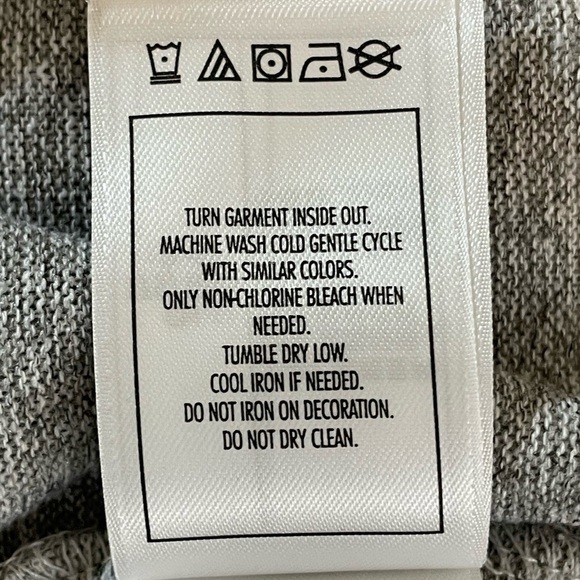 TURN GARMENT INSIDE OUT.
MACHINE WASH COLD GENTLE CYCLE
WITH SIMILAR COLORS.
ONLY NON-CHLORINE BLEACH WHEN
NEEDED.
TUMBLE DRY LOW.
COOL IRON IF NEEDED.
DO NOT IRON ON DECORATION.
DO NOT DRY CLEAN.